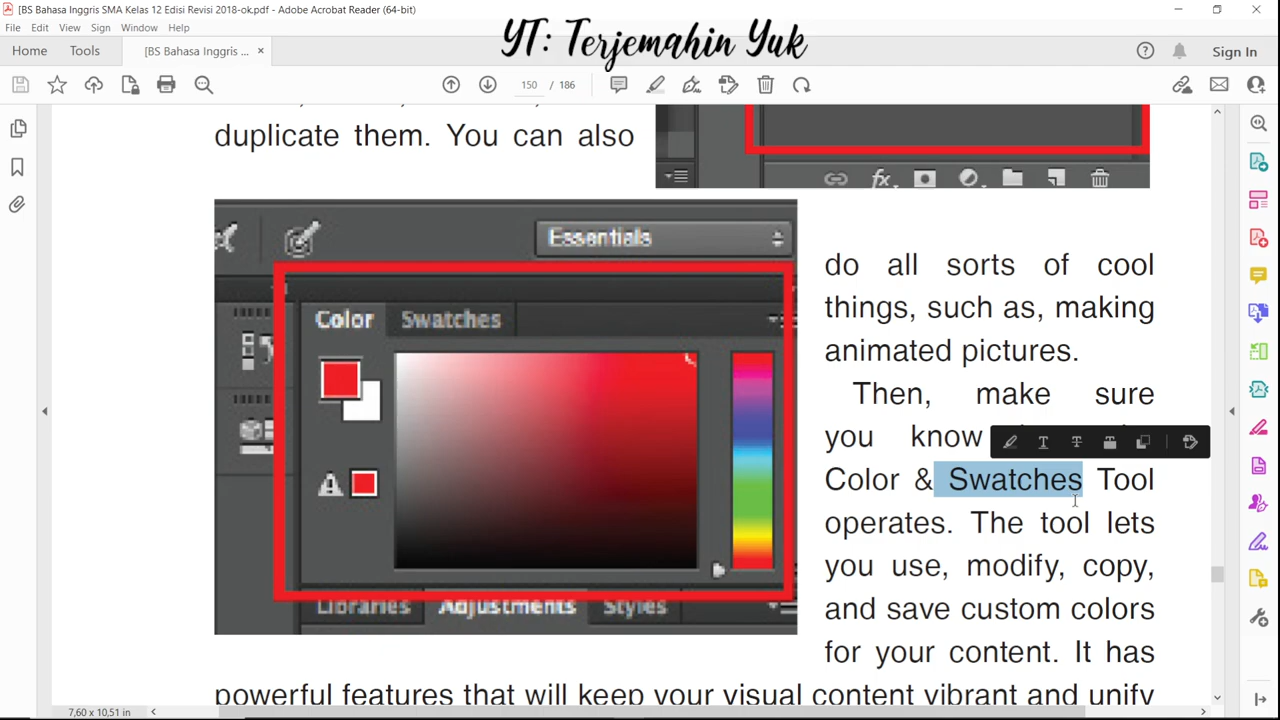 [BS Bahasa Inggris SMA Kelas 12 Edisi Revisi 2018-ok.pdf - Adobe Acrobat Reader (64-bit)
YT: Terjemahin Yuk
File Edit View Sign Window Help
Home Tools [BS Bahasa Inggris ... × Sign In
150 / 186
duplicate them. You can also
fx
Essentials
Color Swatches
Libraries Adjustments Styles
do all sorts of cool
things, such as, making
animated pictures.
Then, make sure
you know
Color & Swatches Tool
operates. The tool lets
you use, modify, copy,
and save custom colors
for your content. It has
powerful features that will keep your visual content vibrant and unify
7,60 x 10,51 in